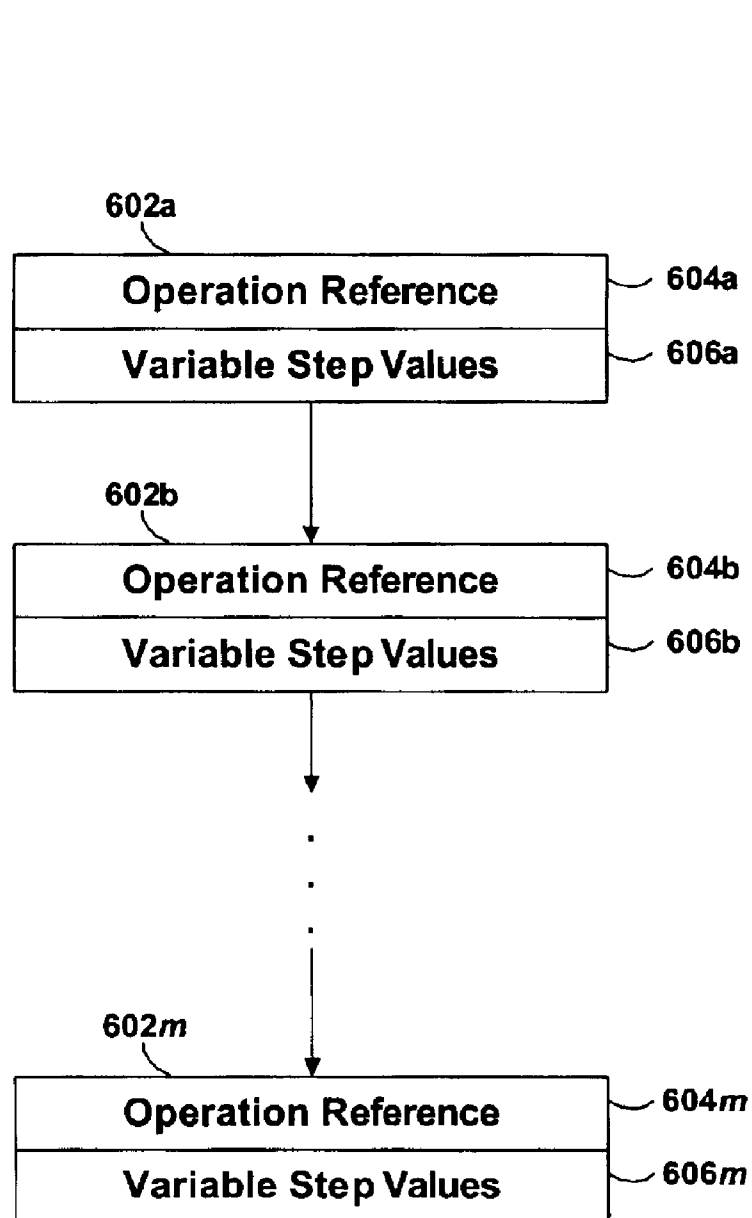 602a
Operation Reference 604a
Variable Step Values 606a
602b
Operation Reference 604b
Variable Step Values 606b
.
.
.
602m
Operation Reference 604m
Variable Step Values 606m